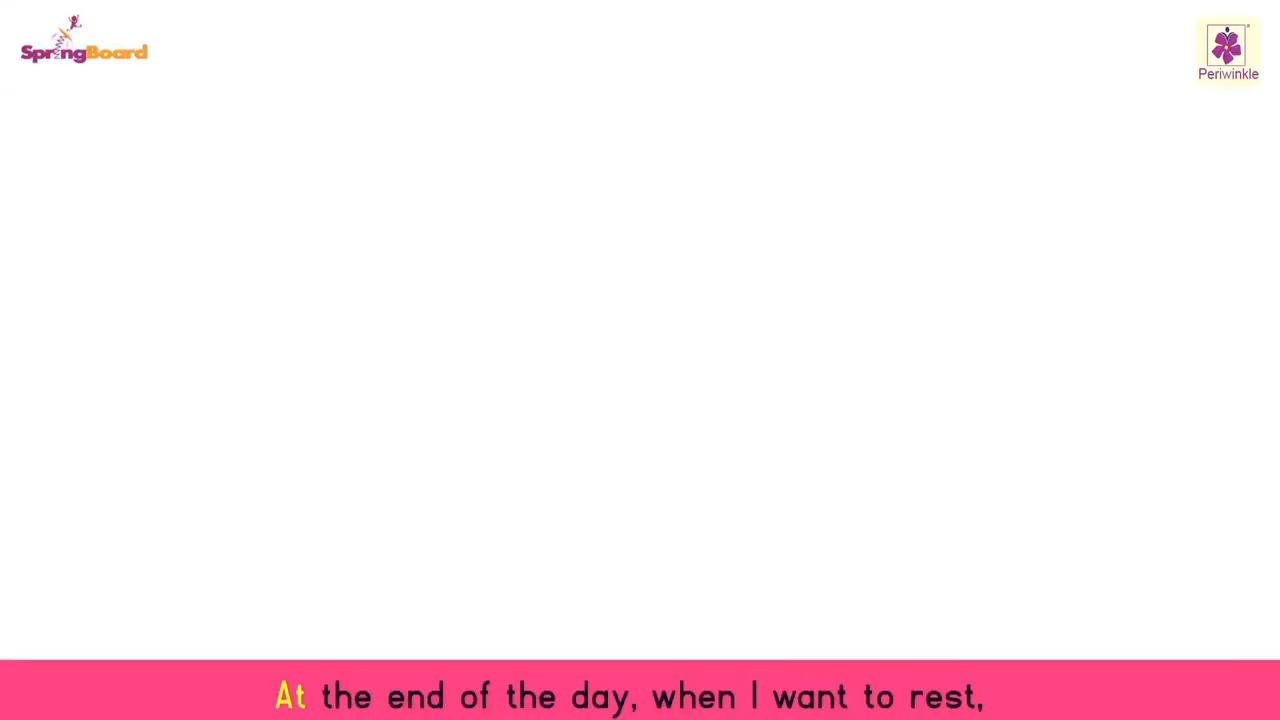 SpringBoard
Periwinkle
At the end of the day, when I want to rest,